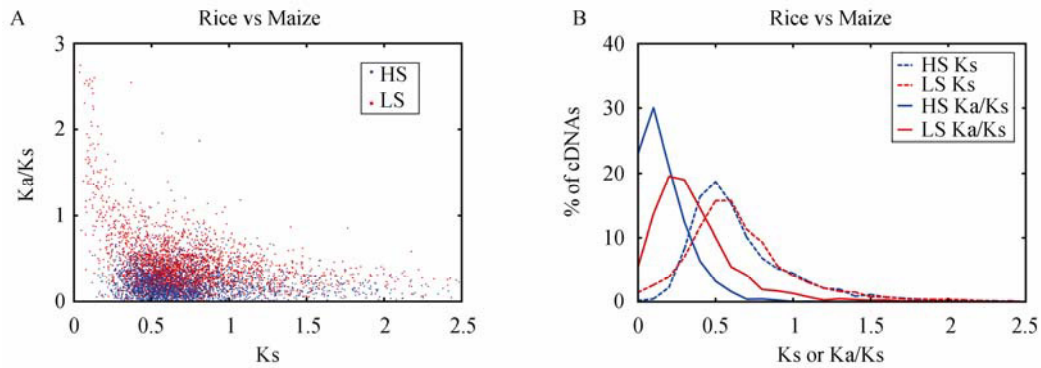 A
Rice vs Maize
Ka/Ks
3
2
1
0
HS
LS
0
0.5
1
1.5
2
2.5
Ks
B
Rice vs Maize
% of cDNAs
40
30
20
10
0
HS Ks
LS Ks
HS Ka/Ks
LS Ka/Ks
0
0.5
1
1.5
2
2.5
Ks or Ka/Ks